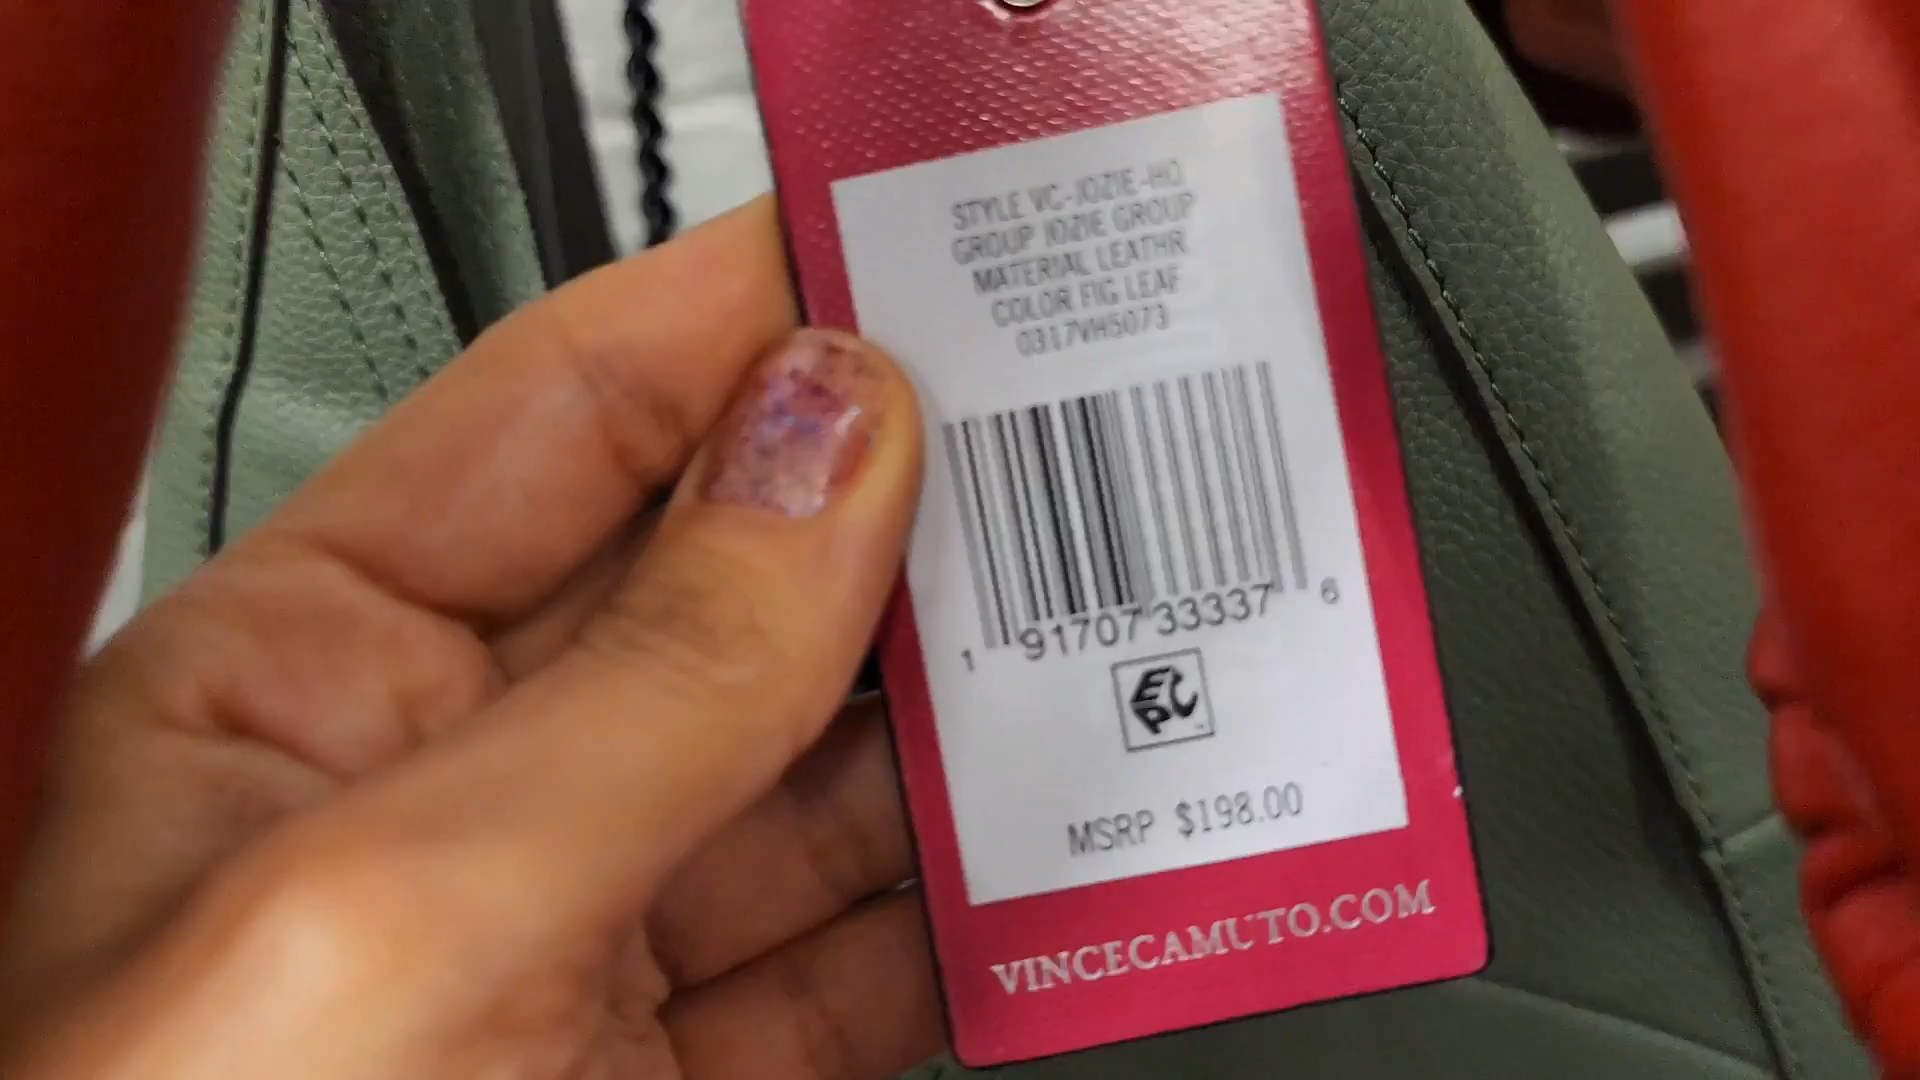 STYLE VC-JOZIE-HO
GROUP JOZIE GROUP
MATERIAL LEATHR
COLOR FIG LEAF
0317VH5073
1 91707 33337 6
EPC
MSRP $198.00
VINCECAMUTO.COM